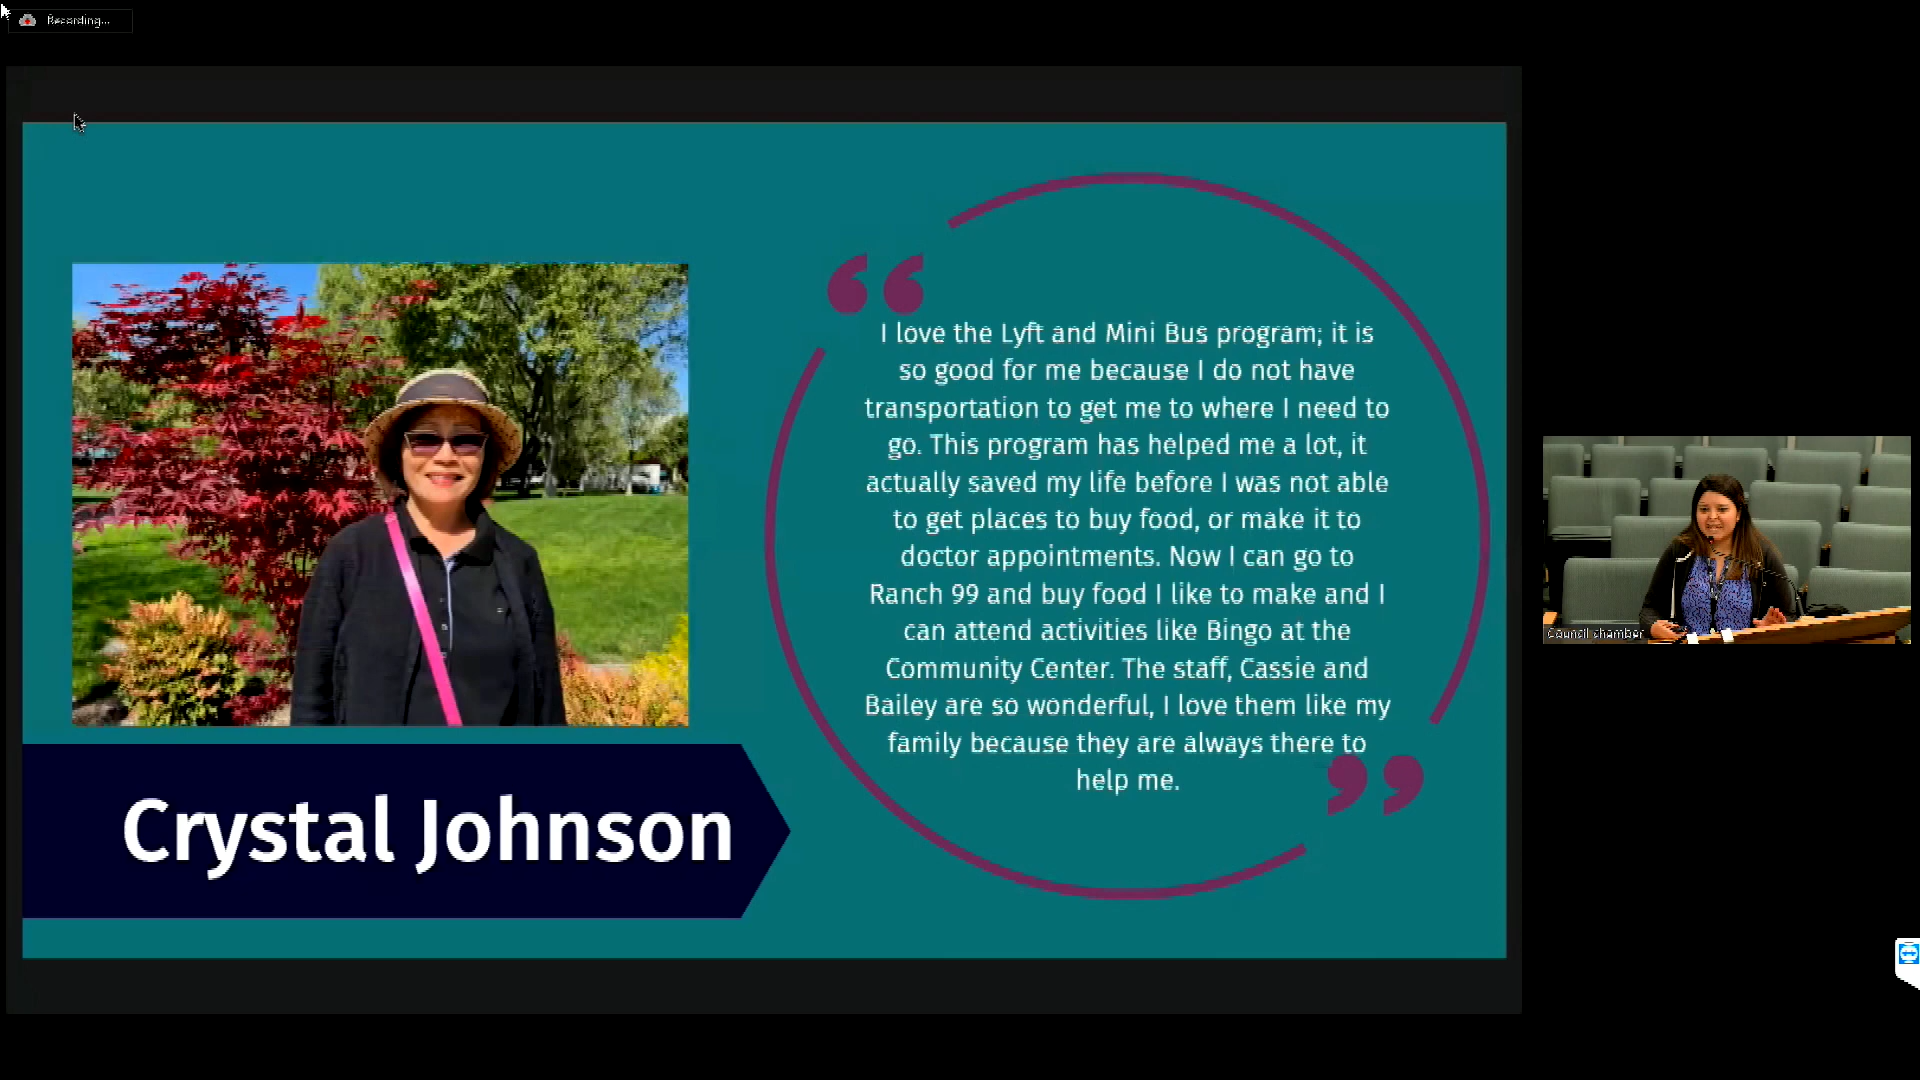 Recording...
I love the Lyft and Mini Bus program; it is
so good for me because I do not have
transportation to get me to where I need to
go. This program has helped me a lot, it
actually saved my life before I was not able
to get places to buy food, or make it to
doctor appointments. Now I can go to
Ranch 99 and buy food I like to make and I
can attend activities like Bingo at the
Community Center. The staff, Cassie and
Bailey are so wonderful, I love them like my
family because they are always there to
help me.
Crystal Johnson
Council chamber